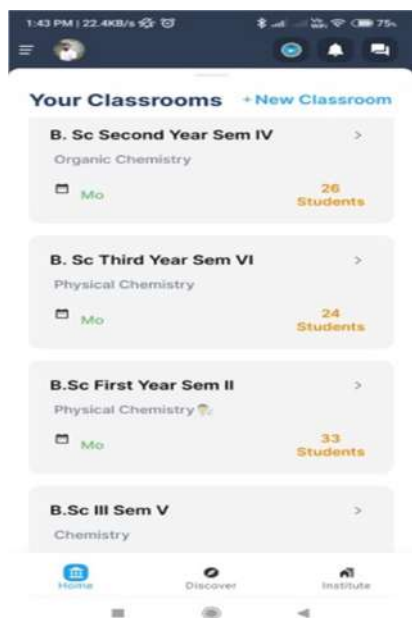 1:43 PM | 22.4KB/s
75
Your Classrooms + New Classroom
B. Sc Second Year Sem IV
Organic Chemistry
Mo
26
Students
B. Sc Third Year Sem VI
Physical Chemistry
Mo
24
Students
B.Sc First Year Sem II
Physical Chemistry
Mo
33
Students
B.Sc III Sem V
Chemistry
Home Discover Institute